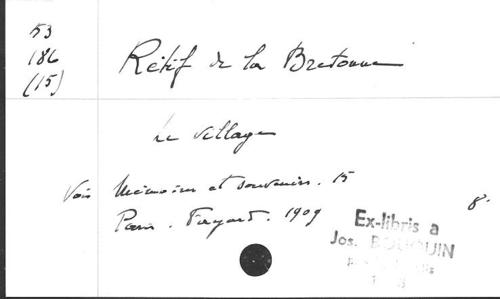 53
186
(15)
Rétif de la Bretonne
Le village
Voir Mémoires et souvenirs. 15
Paris. Fayard. 1909 8°
Ex-libris a
Jos. BOUQUIN